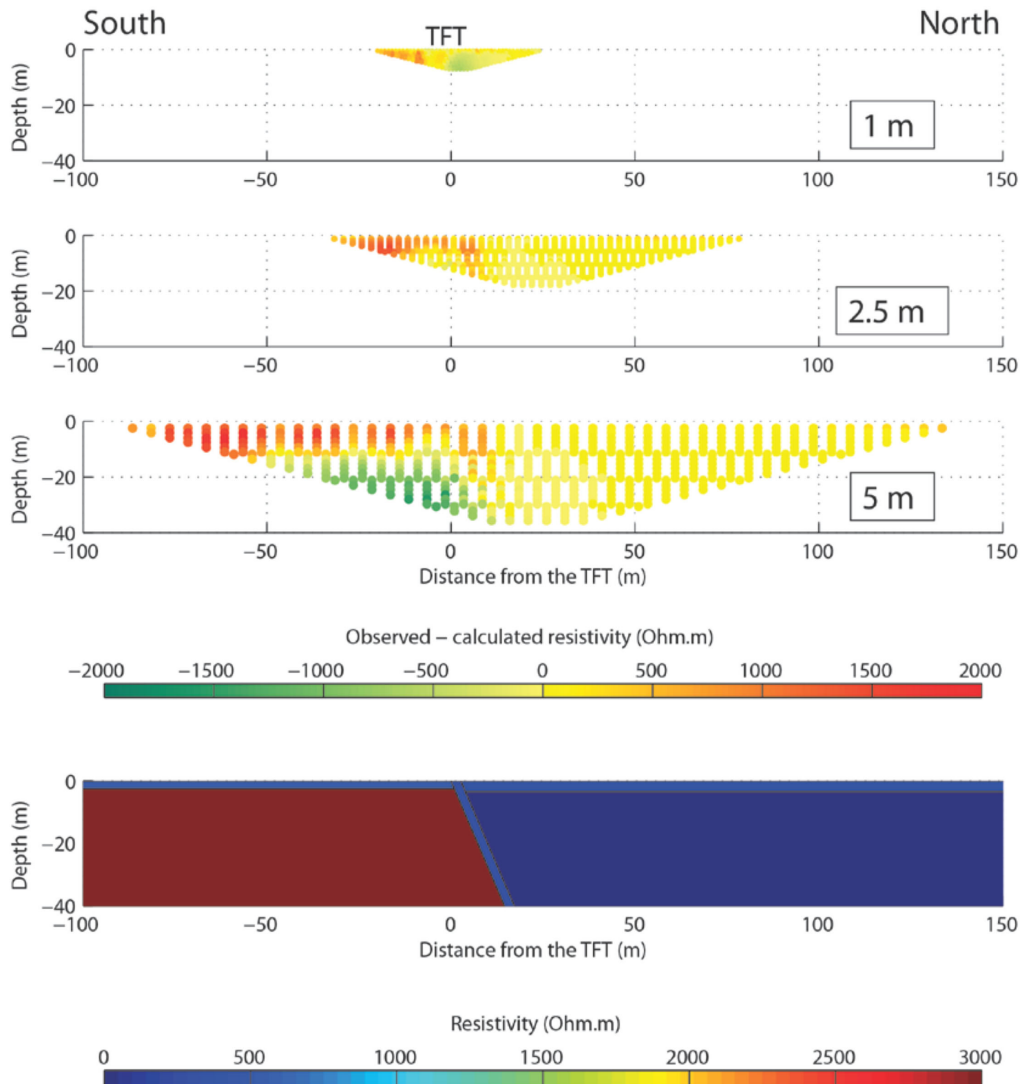 South North
TFT
0
−20
−40
Depth (m)
1 m
−100 −50 0 50 100 150
0
−20
−40
Depth (m)
2.5 m
−100 −50 0 50 100 150
0
−20
−40
Depth (m)
5 m
−100 −50 0 50 100 150
Distance from the TFT (m)
Observed – calculated resistivity (Ohm.m)
−2000 −1500 −1000 −500 0 500 1000 1500 2000
0
−20
−40
Depth (m)
−100 −50 0 50 100 150
Distance from the TFT (m)
Resistivity (Ohm.m)
0 500 1000 1500 2000 2500 3000